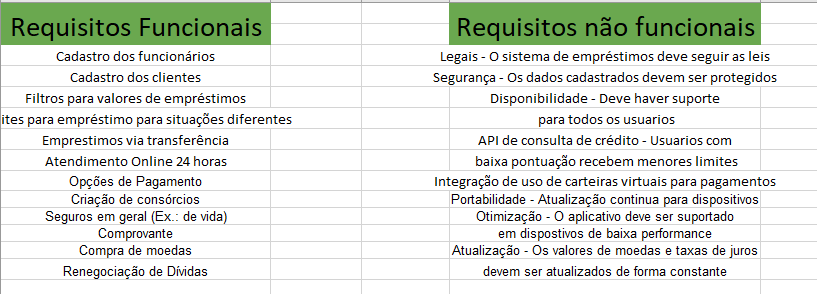 Requisitos Funcionais
Cadastro dos funcionários
Cadastro dos clientes
Filtros para valores de empréstimos
ites para empréstimo para situações diferentes
Emprestimos via transferência
Atendimento Online 24 horas
Opções de Pagamento
Criação de consórcios
Seguros em geral (Ex.: de vida)
Comprovante
Compra de moedas
Renegociação de Dívidas
Requisitos não funcionais
Legais - O sistema de empréstimos deve seguir as leis
Segurança - Os dados cadastrados devem ser protegidos
Disponibilidade - Deve haver suporte
para todos os usuarios
API de consulta de crédito - Usuarios com
baixa pontuação recebem menores limites
Integração de uso de carteiras virtuais para pagamentos
Portabilidade - Atualização continua para dispositivos
Otimização - O aplicativo deve ser suportado
em dispostivos de baixa performance
Atualização - Os valores de moedas e taxas de juros
devem ser atualizados de forma constante